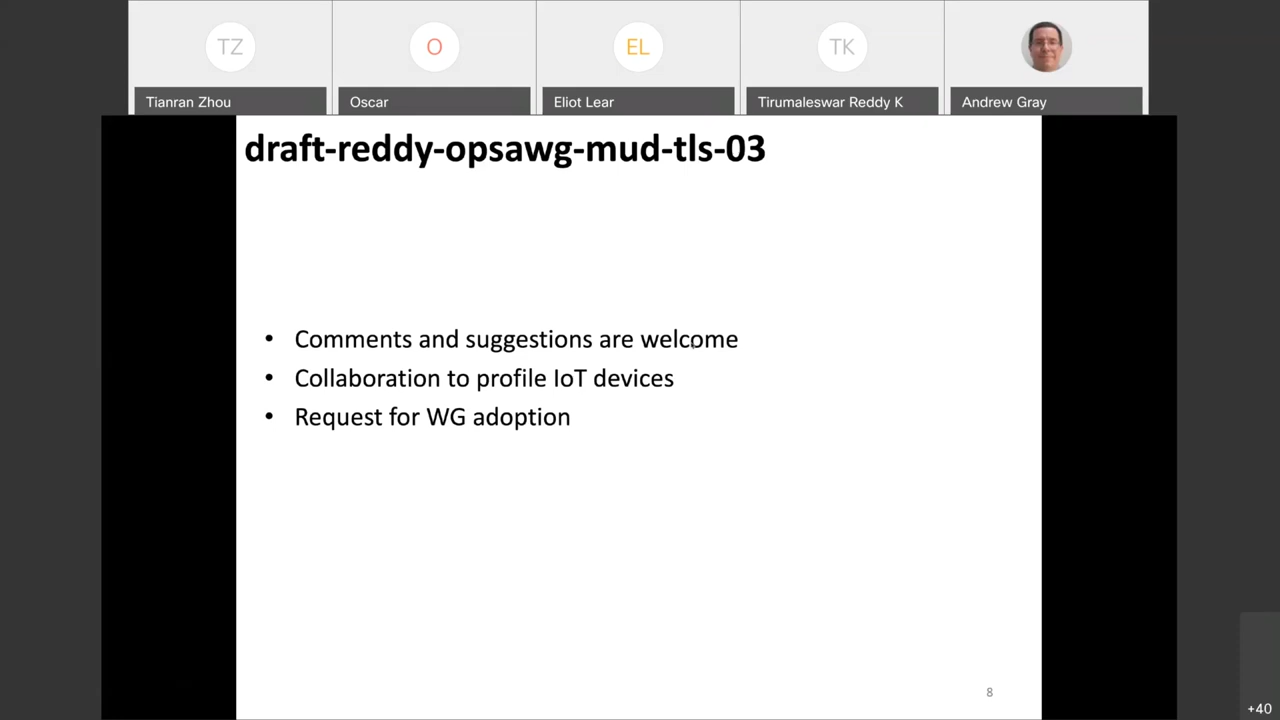 TZ
O
EL
TK
Tianran Zhou
Oscar
Eliot Lear
Tirumaleswar Reddy K
Andrew Gray
draft-reddy-opsawg-mud-tls-03
• Comments and suggestions are welcome
• Collaboration to profile IoT devices
• Request for WG adoption
8
+40